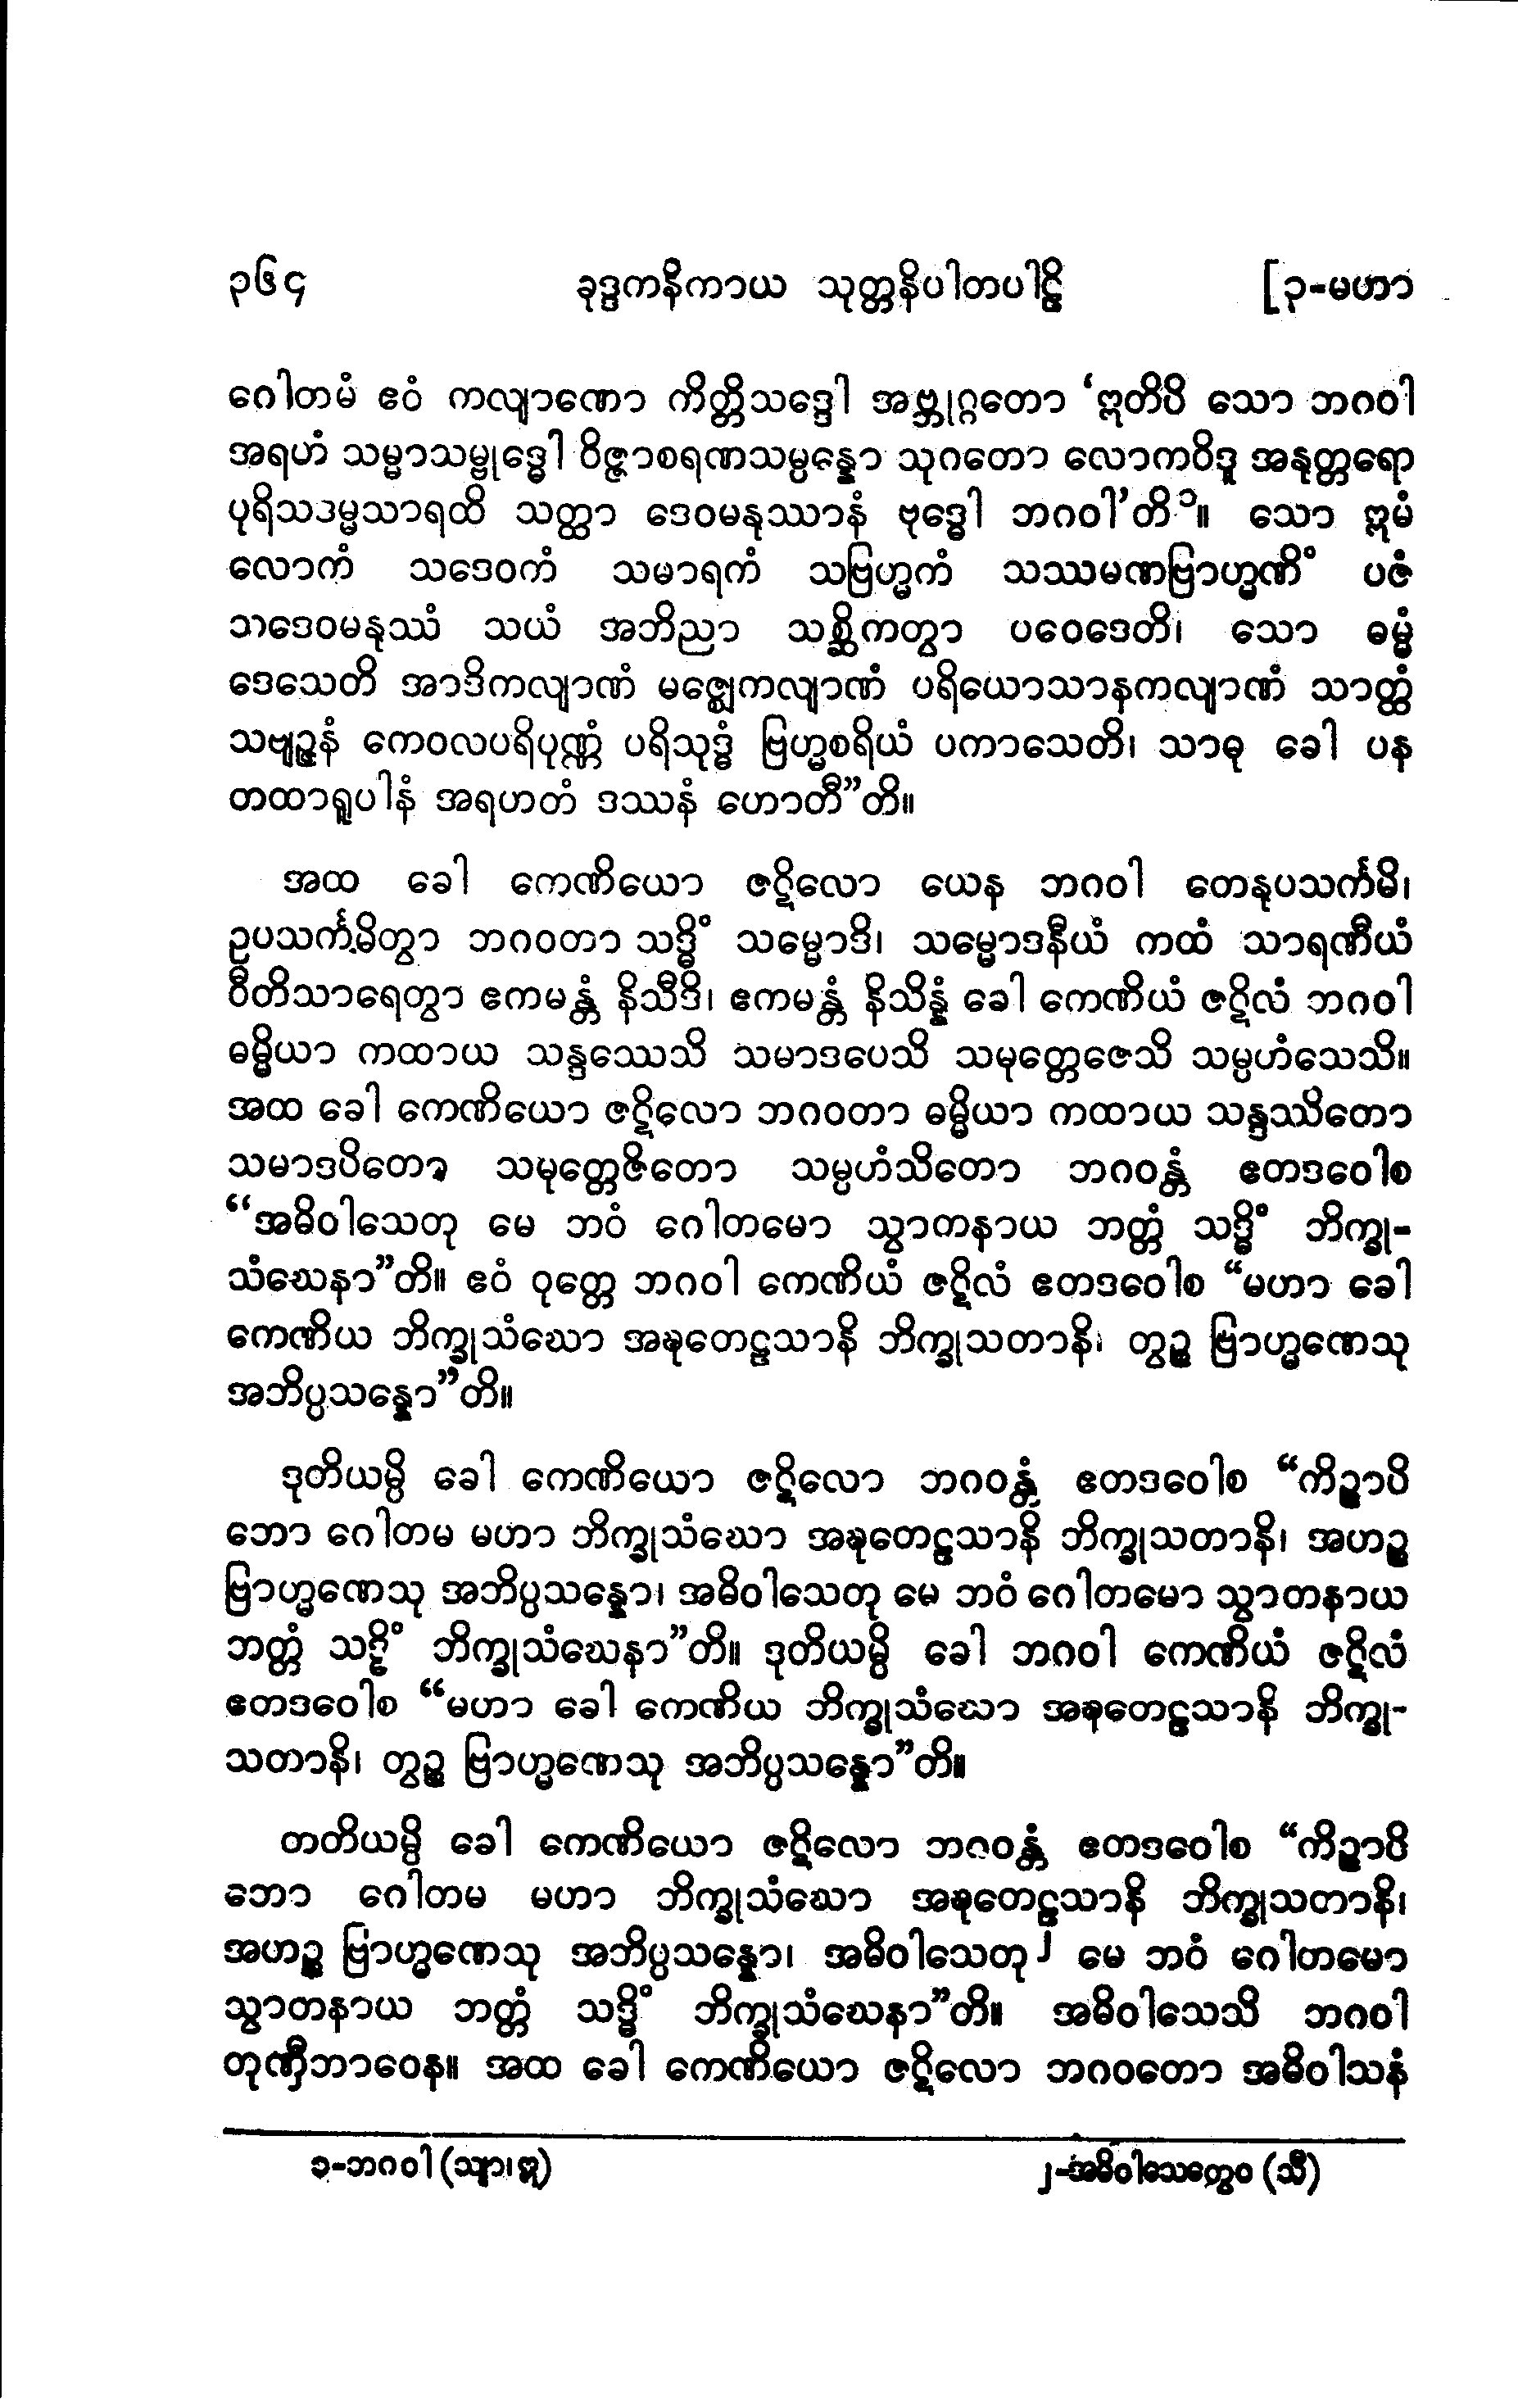 ၃၆၄ ခုဒ္ဒကနိကာယ သုတ္တနိပါတပါဠိ [၃-မဟာ
ဂေါတမံ ဧဝံ ကလျာဏော ကိတ္တိသဒ္ဒေါ အဗ္ဘုဂ္ဂတော ‘ဣတိပိ သော ဘဂဝါ
အရဟံ သမ္မာသမ္ဗုဒ္ဓေါ ဝိဇ္ဇာစရဏသမ္ပန္နော သုဂတော လောကဝိဒူ အနုတ္တရော
ပုရိသဒမ္မသာရထိ သတ္ထာ ဒေဝမနုဿာနံ ဗုဒ္ဓေါ ဘဂဝါ’တိ၁။ သော ဣမံ
လောကံ သဒေဝကံ သမာရကံ သဗြဟ္မကံ သဿမဏဗြာဟ္မဏိံ ပဇံ
သဒေဝမနုဿံ သယံ အဘိညာ သစ္ဆိကတွာ ပဝေဒေတိ၊ သော ဓမ္မံ
ဒေသေတိ အာဒိကလျာဏံ မဇ္ဈေကလျာဏံ ပရိယောသာနကလျာဏံ သာတ္ထံ
သဗျဉ္ဇနံ ကေဝလပရိပုဏ္ဏံ ပရိသုဒ္ဓံ ဗြဟ္မစရိယံ ပကာသေတိ၊ သာဓု ခေါ ပန
တထာရူပါနံ အရဟတံ ဒဿနံ ဟောတီ”တိ။
အထ ခေါ ကေဏိယော ဇဋိလော ယေန ဘဂဝါ တေနုပသင်္ကမိ၊
ဥပသင်္ကမိတွာ ဘဂဝတာ သဒ္ဓိံ သမ္မောဒိ၊ သမ္မောဒနီယံ ကထံ သာရဏီယံ
ဝီတိသာရေတွာ ဧကမန္တံ နိသီဒိ၊ ဧကမန္တံ နိသိန္နံ ခေါ ကေဏိယံ ဇဋိလံ ဘဂဝါ
ဓမ္မိယာ ကထာယ သန္ဒဿေသိ သမာဒပေသိ သမုတ္တေဇေသိ သမ္ပဟံသေသိ။
အထ ခေါ ကေဏိယော ဇဋိလော ဘဂဝတာ ဓမ္မိယာ ကထာယ သန္ဒဿိတော
သမာဒပိတော သမုတ္တေဇိတော သမ္ပဟံသိတော ဘဂဝန္တံ ဧတဒဝေါစ
“အဓိဝါသေတု မေ ဘဝံ ဂေါတမော သွာတနာယ ဘတ္တံ သဒ္ဓိံ ဘိက္ခု-
သံဃေနာ”တိ။ ဧဝံ ဝုတ္တေ ဘဂဝါ ကေဏိယံ ဇဋိလံ ဧတဒဝေါစ “မဟာ ခေါ
ကေဏိယ ဘိက္ခုသံဃော အဍ္ဎတေဠသာနိ ဘိက္ခုသတာနိ၊ တွဉ္စ ဗြာဟ္မဏေသု
အဘိပ္ပသန္နော”တိ။
ဒုတိယမ္ပိ ခေါ ကေဏိယော ဇဋိလော ဘဂဝန္တံ ဧတဒဝေါစ “ကိဉ္စာပိ
ဘော ဂေါတမ မဟာ ဘိက္ခုသံဃော အဍ္ဎတေဠသာနိ ဘိက္ခုသတာနိ၊ အဟဉ္စ
ဗြာဟ္မဏေသု အဘိပ္ပသန္နော၊ အဓိဝါသေတု မေ ဘဝံ ဂေါတမော သွာတနာယ
ဘတ္တံ သဒ္ဓိံ ဘိက္ခုသံဃေနာ”တိ။ ဒုတိယမ္ပိ ခေါ ဘဂဝါ ကေဏိယံ ဇဋိလံ
ဧတဒဝေါစ “မဟာ ခေါ ကေဏိယ ဘိက္ခုသံဃော အဍ္ဎတေဠသာနိ ဘိက္ခု-
သတာနိ၊ တွဉ္စ ဗြာဟ္မဏေသု အဘိပ္ပသန္နော”တိ။
တတိယမ္ပိ ခေါ ကေဏိယော ဇဋိလော ဘဂဝန္တံ ဧတဒဝေါစ “ကိဉ္စာပိ
ဘော ဂေါတမ မဟာ ဘိက္ခုသံဃော အဍ္ဎတေဠသာနိ ဘိက္ခုသတာနိ၊
အဟဉ္စ ဗြာဟ္မဏေသု အဘိပ္ပသန္နော၊ အဓိဝါသေတု၂ မေ ဘဝံ ဂေါတမော
သွာတနာယ ဘတ္တံ သဒ္ဓိံ ဘိက္ခုသံဃေနာ”တိ။ အဓိဝါသေသိ ဘဂဝါ
တုဏှီဘာဝေန။ အထ ခေါ ကေဏိယော ဇဋိလော ဘဂဝတော အဓိဝါသနံ
၁-ဘဂဝါ (သျာ၊ ဣ) ၂-အဓိဝါသေတွေဝ (သီ)